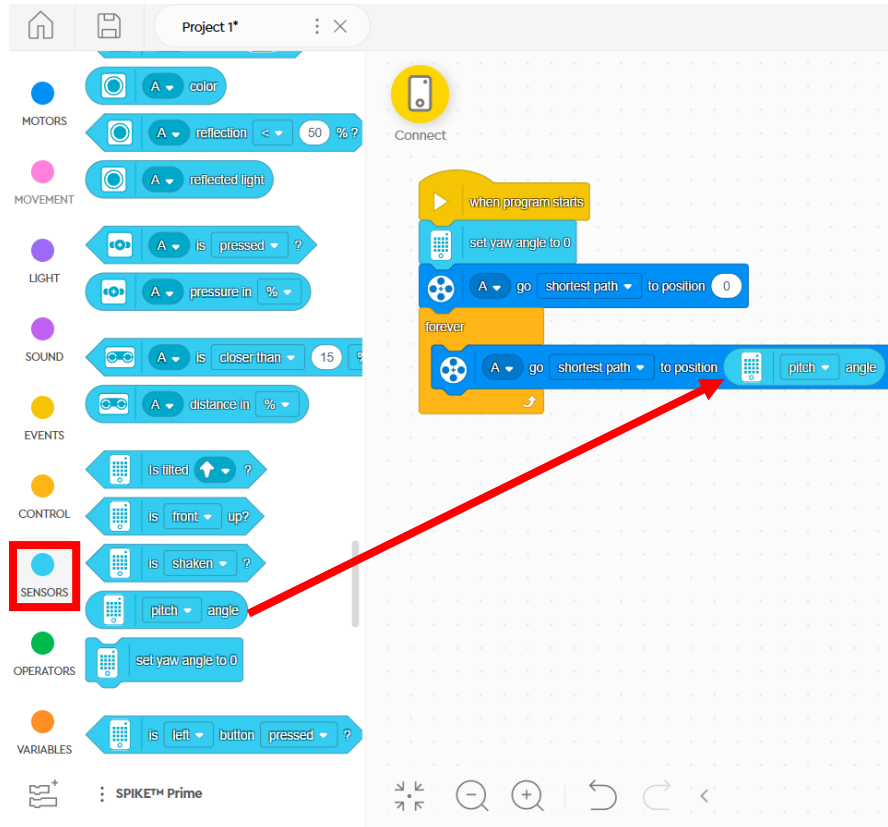 Project 1*
MOTORS
MOVEMENT
LIGHT
SOUND
EVENTS
CONTROL
SENSORS
OPERATORS
VARIABLES
A color
A reflection < 50 % ?
A reflected light
A is pressed ?
A pressure in %
A is closer than 15
A distance in %
Is tilted ?
is front up?
is shaken ?
pitch angle
set yaw angle to 0
is left button pressed ?
SPIKE™ Prime
Connect
when program starts
set yaw angle to 0
A go shortest path to position 0
forever
A go shortest path to position pitch angle